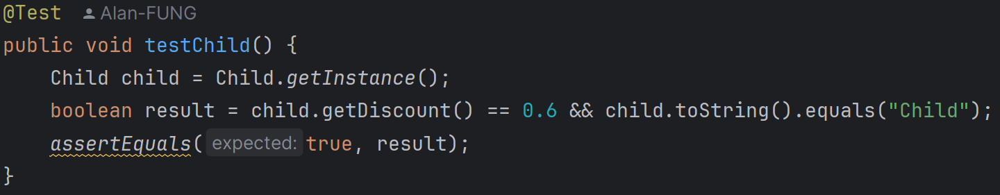 @Test Alan-FUNG
public void testChild() {
Child child = Child.getInstance();
boolean result = child.getDiscount() == 0.6 && child.toString().equals("Child");
assertEquals( expected: true, result);
}